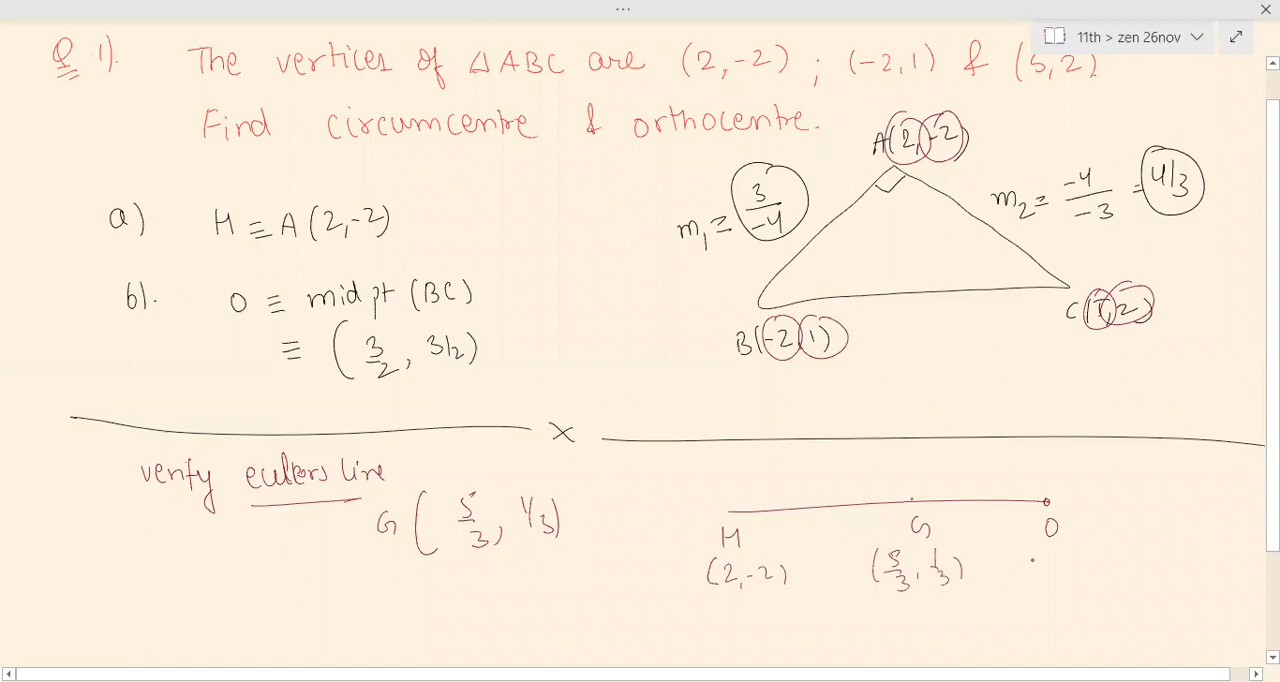 ...
11th > zen 26nov
Q 1). The vertices of △ABC are (2,-2) ; (-2,1) & (5,2)
Find circumcentre & orthocentre.
A(2,-2)
m₁ ≡ 3/-4
m₂ = -4/-3 = 4/3
a) H ≡ A (2,-2)
b). O ≡ mid pt (BC)
≡ (3/2, 3/2)
B(-2,1)
C(5,2)
X
verify eulers line
G (5/3, 1/3)
H G O
(2,-2) (5/3, 1/3)